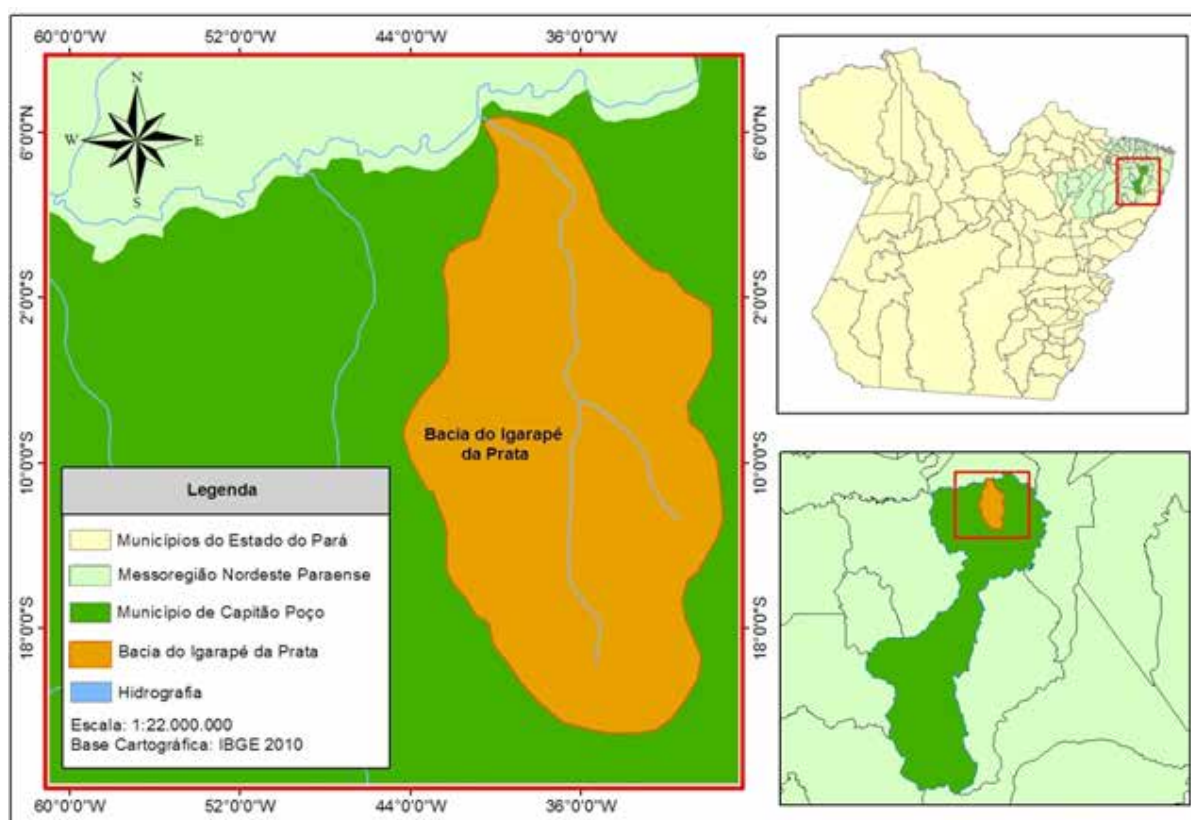 60°0'0"W 52°0'0"W 44°0'0"W 36°0'0"W
N
W E
S
6°0'0"N
6°0'0"N
2°0'0"S
2°0'0"S
10°0'0"S
10°0'0"S
18°0'0"S
18°0'0"S
Bacia do Igarapé
da Prata
Legenda
Municípios do Estado do Pará
Messoregião Nordeste Paraense
Município de Capitão Poço
Bacia do Igarapé da Prata
Hidrografia
Escala: 1:22.000.000
Base Cartográfica: IBGE 2010
60°0'0"W 52°0'0"W 44°0'0"W 36°0'0"W